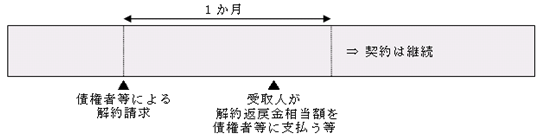 1か月
⇒ 契約は継続
債権者等による
解約請求
受取人が
解約返戻金相当額を
債権者等に支払う等